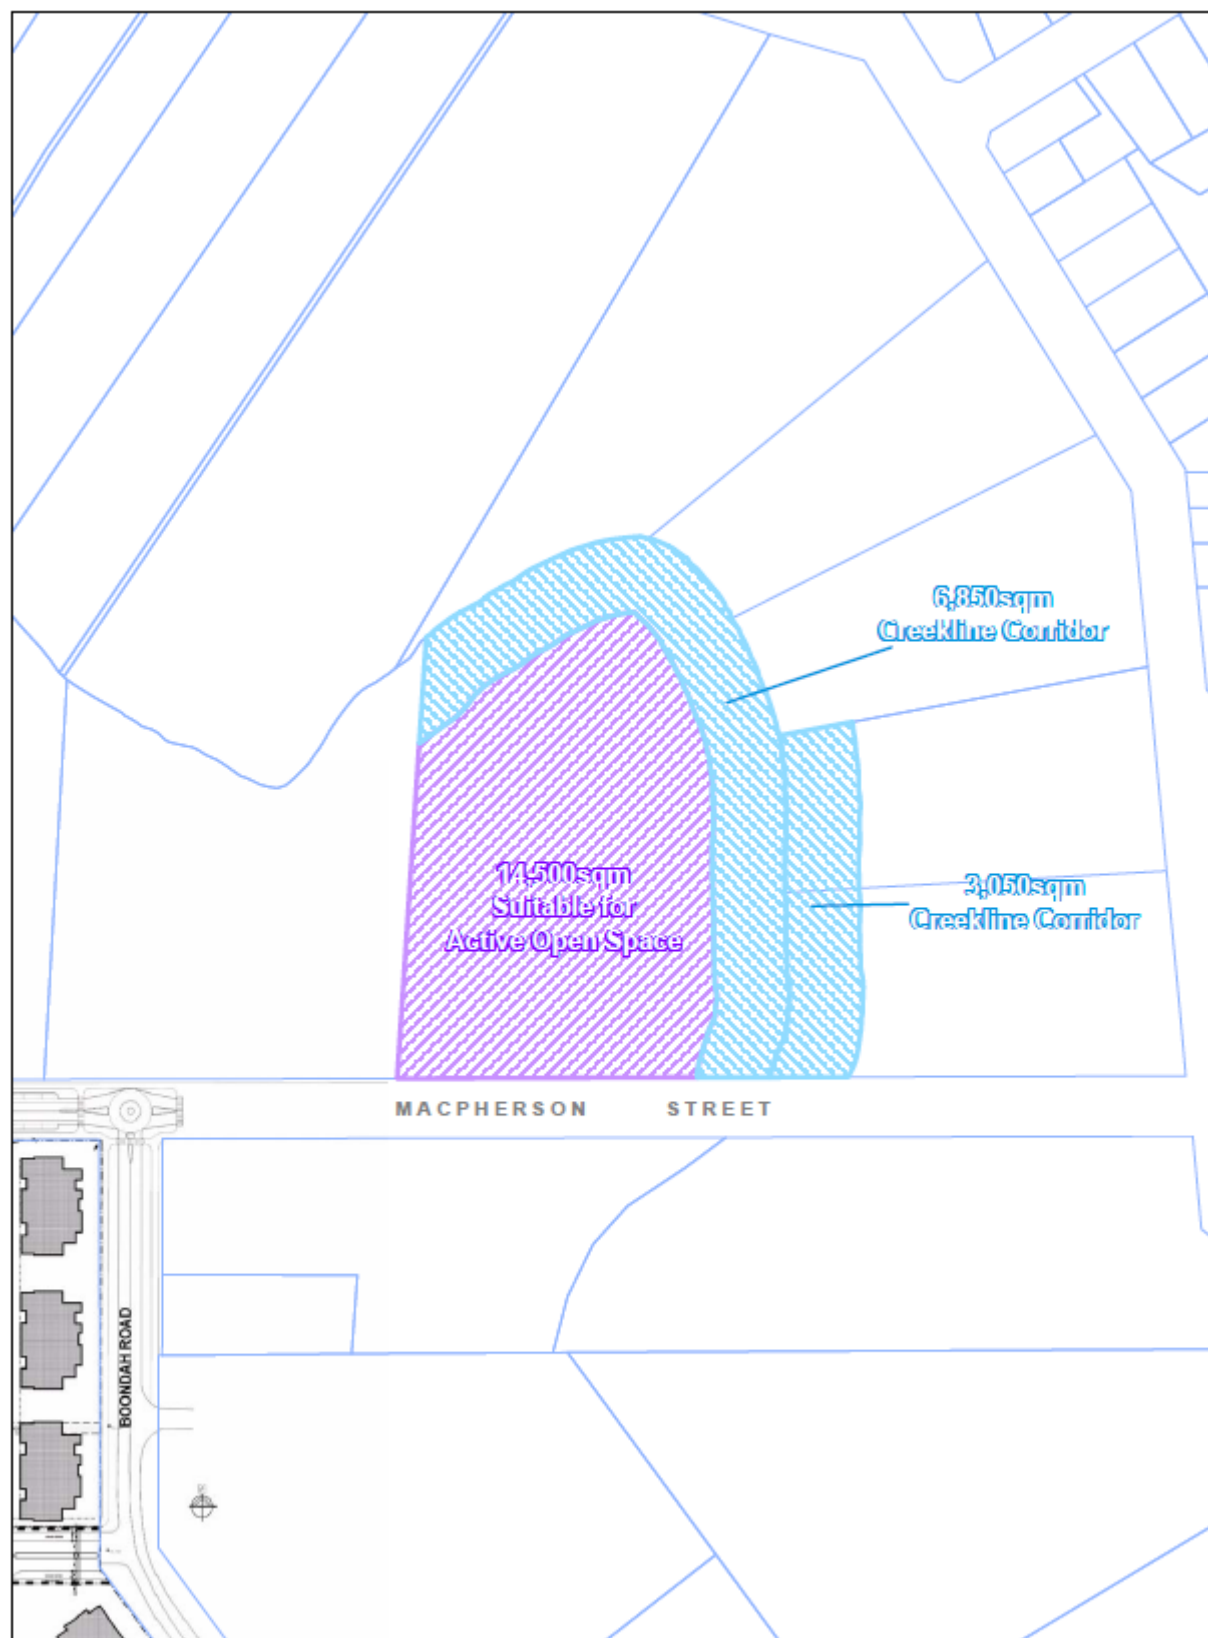 6,850sqm
Creekline Corridor
14,500sqm
Suitable for
Active Open Space
3,050sqm
Creekline Corridor
MACPHERSON STREET
BOONDAH ROAD